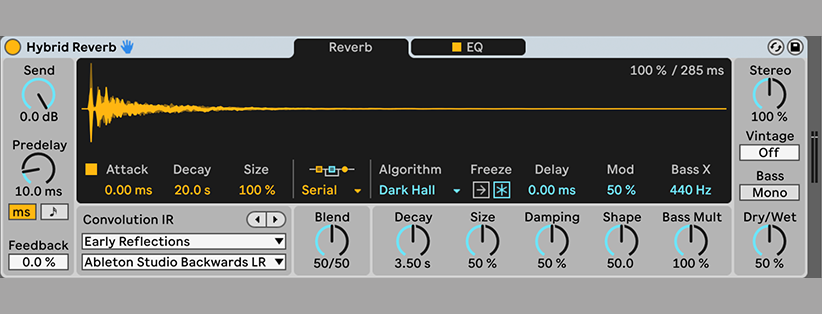 Hybrid Reverb
Reverb
EQ
Send
0.0 dB
Predelay
10.0 ms
ms
Feedback
0.0 %
100 % / 285 ms
Attack Decay Size
0.00 ms 20.0 s 100 %
Serial
Algorithm Freeze Delay Mod Bass X
Dark Hall 0.00 ms 50 % 440 Hz
Convolution IR
Early Reflections
Ableton Studio Backwards LR
Blend
50/50
Decay Size Damping Shape Bass Mult
3.50 s 50 % 50 % 50.0 100 %
Stereo
100 %
Vintage
Off
Bass
Mono
Dry/Wet
50 %